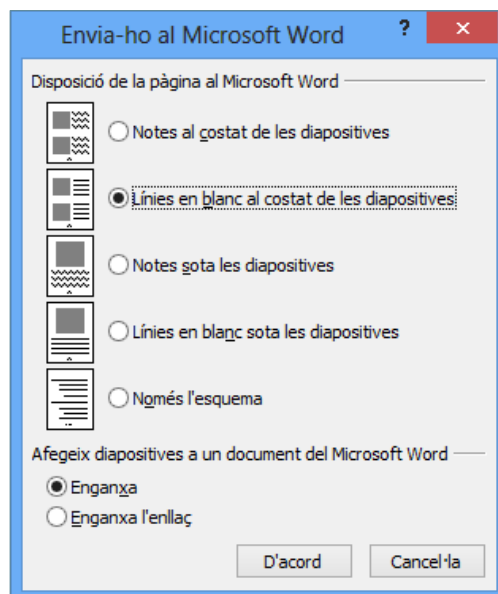 Envia-ho al Microsoft Word ? ×
Disposició de la pàgina al Microsoft Word
Notes al costat de les diapositives
Línies en blanc al costat de les diapositives
Notes sota les diapositives
Línies en blanc sota les diapositives
Només l'esquema
Afegeix diapositives a un document del Microsoft Word
Enganxa
Enganxa l'enllaç
D'acord Cancel·la